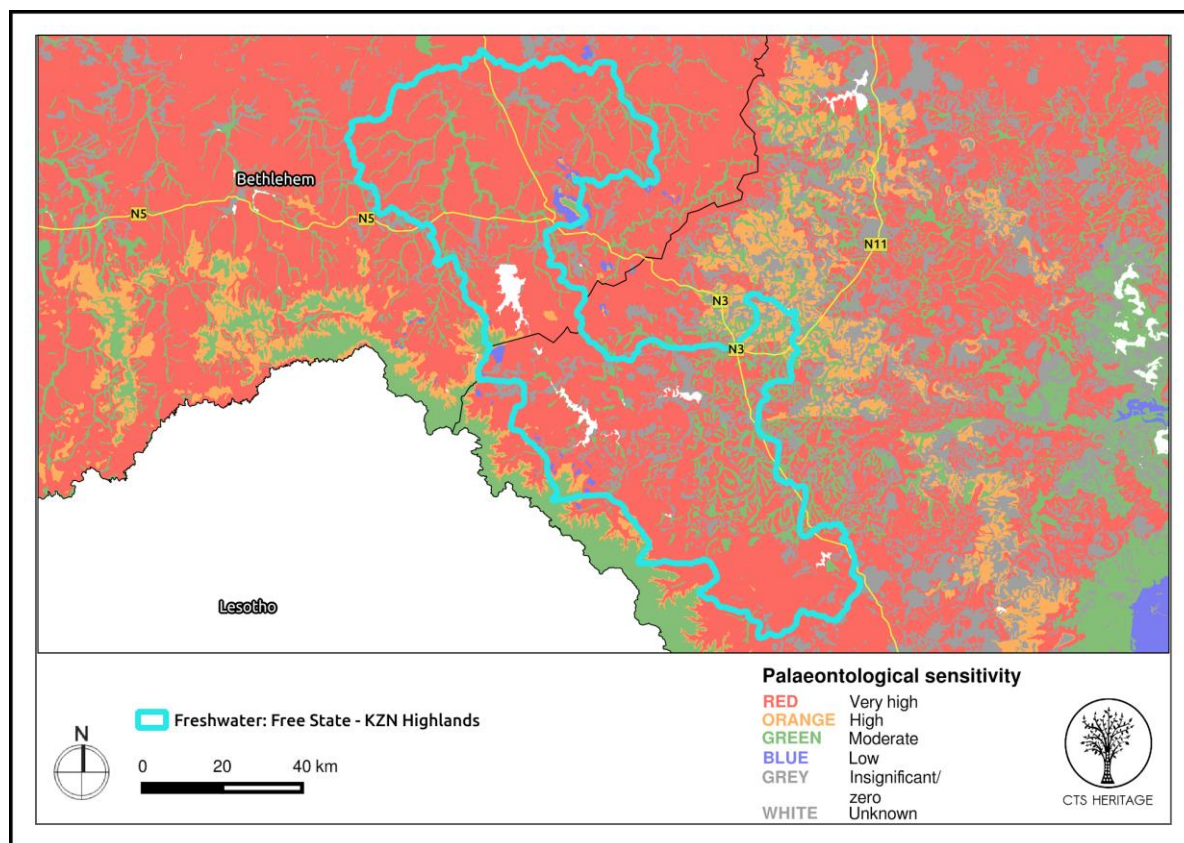 Bethlehem
N5
N5
N11
N3
N3
Lesotho
Freshwater: Free State - KZN Highlands
N
0 20 40 km
Palaeontological sensitivity
RED Very high
ORANGE High
GREEN Moderate
BLUE Low
GREY Insignificant/
zero
WHITE Unknown
CTS HERITAGE